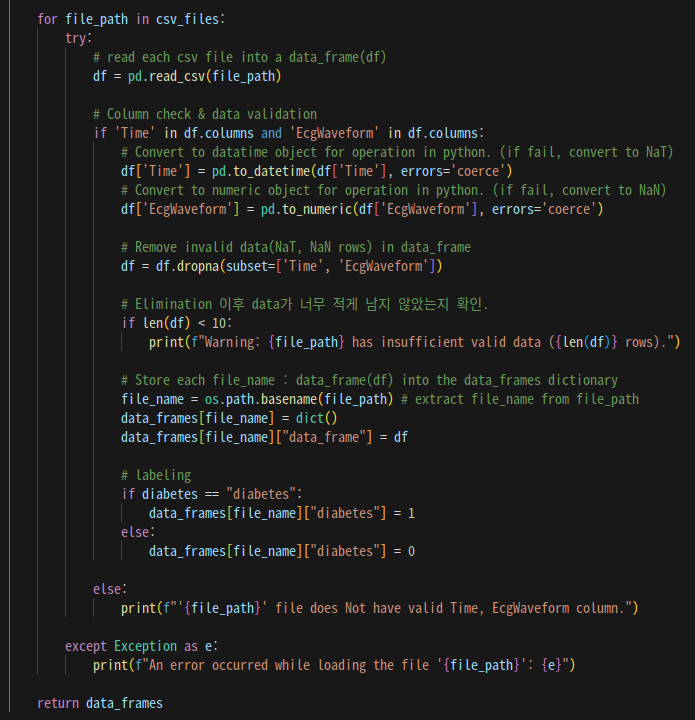 for file_path in csv_files:
    try:
        # read each csv file into a data_frame(df)
        df = pd.read_csv(file_path)

        # Column check & data validation
        if 'Time' in df.columns and 'EcgWaveform' in df.columns:
            # Convert to datatime object for operation in python. (if fail, convert to NaT)
            df['Time'] = pd.to_datetime(df['Time'], errors='coerce')
            # Convert to numeric object for operation in python. (if fail, convert to NaN)
            df['EcgWaveform'] = pd.to_numeric(df['EcgWaveform'], errors='coerce')

            # Remove invalid data(NaT, NaN rows) in data_frame
            df = df.dropna(subset=['Time', 'EcgWaveform'])

            # Elimination 이후 data가 너무 적게 남지 않았는지 확인.
            if len(df) < 10:
                print(f"Warning: {file_path} has insufficient valid data ({len(df)} rows).")

            # Store each file_name : data_frame(df) into the data_frames dictionary
            file_name = os.path.basename(file_path) # extract file_name from file_path
            data_frames[file_name] = dict()
            data_frames[file_name]["data_frame"] = df

            # labeling
            if diabetes == "diabetes":
                data_frames[file_name]["diabetes"] = 1
            else:
                data_frames[file_name]["diabetes"] = 0

        else:
            print(f"'{file_path}' file does Not have valid Time, EcgWaveform column.")

    except Exception as e:
        print(f"An error occurred while loading the file '{file_path}': {e}")

return data_frames